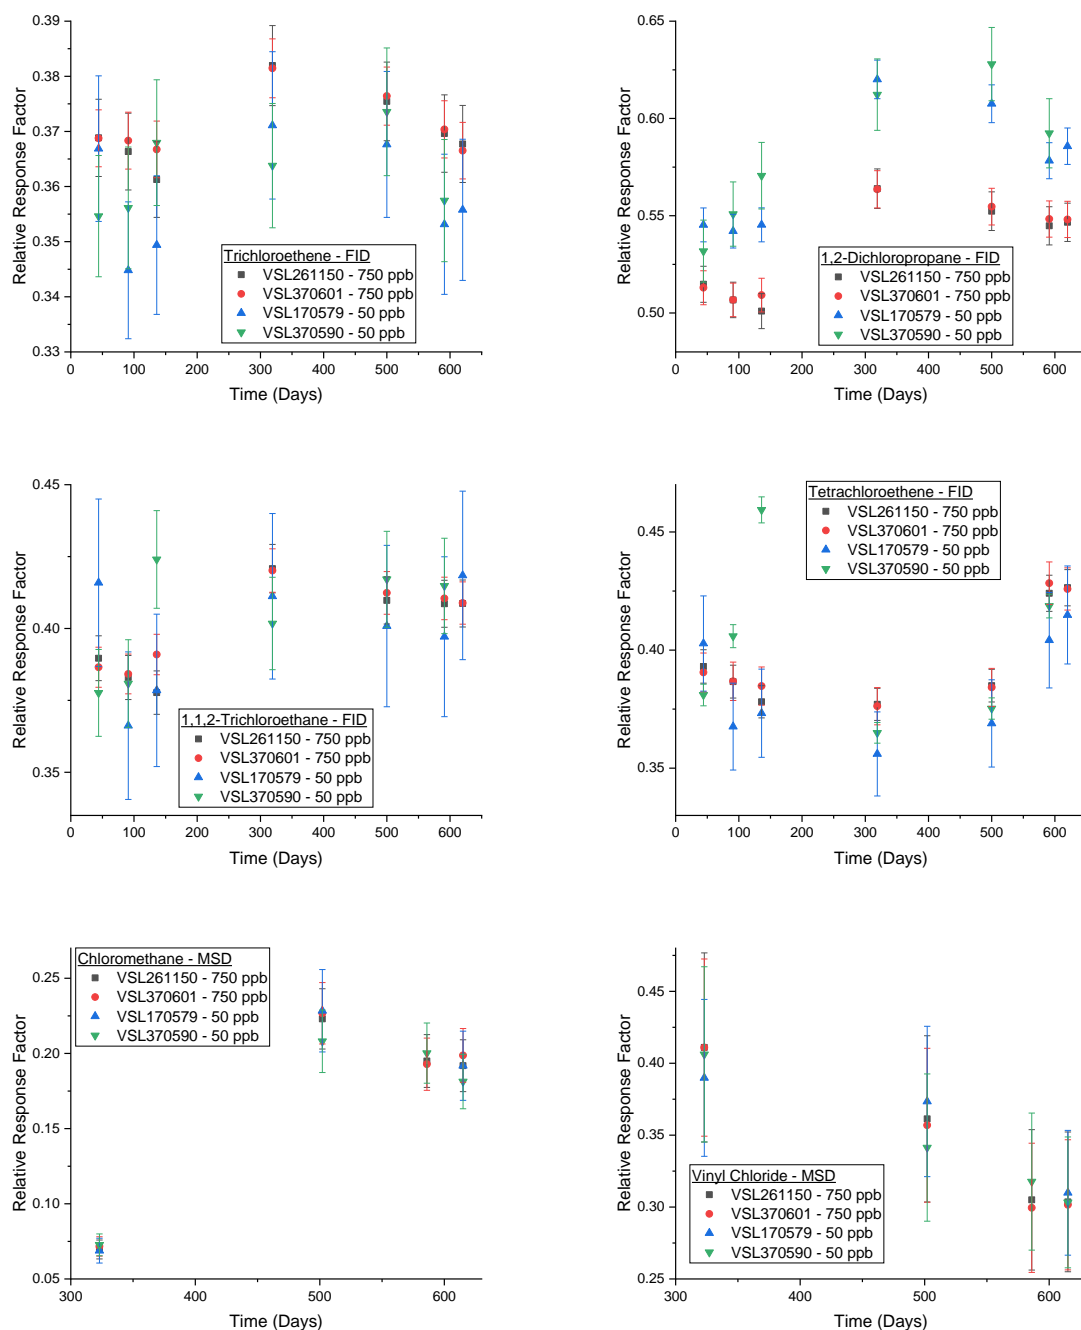 0.39
0.38
0.37
0.36
0.35
0.34
0.33
Relative Response Factor
Trichloroethene - FID
VSL261150 - 750 ppb
VSL370601 - 750 ppb
VSL170579 - 50 ppb
VSL370590 - 50 ppb
0 100 200 300 400 500 600
Time (Days)
0.65
0.60
0.55
0.50
Relative Response Factor
1,2-Dichloropropane - FID
VSL261150 - 750 ppb
VSL370601 - 750 ppb
VSL170579 - 50 ppb
VSL370590 - 50 ppb
0 100 200 300 400 500 600
Time (Days)
0.45
0.40
0.35
Relative Response Factor
1,1,2-Trichloroethane - FID
VSL261150 - 750 ppb
VSL370601 - 750 ppb
VSL170579 - 50 ppb
VSL370590 - 50 ppb
0 100 200 300 400 500 600
Time (Days)
Tetrachloroethene - FID
VSL261150 - 750 ppb
VSL370601 - 750 ppb
VSL170579 - 50 ppb
VSL370590 - 50 ppb
0.45
0.40
0.35
Relative Response Factor
0 100 200 300 400 500 600
Time (Days)
Chloromethane - MSD
VSL261150 - 750 ppb
VSL370601 - 750 ppb
VSL170579 - 50 ppb
VSL370590 - 50 ppb
0.25
0.20
0.15
0.10
0.05
Relative Response Factor
300 400 500 600
Time (Days)
0.45
0.40
0.35
0.30
0.25
Relative Response Factor
Vinyl Chloride - MSD
VSL261150 - 750 ppb
VSL370601 - 750 ppb
VSL170579 - 50 ppb
VSL370590 - 50 ppb
300 400 500 600
Time (Days)